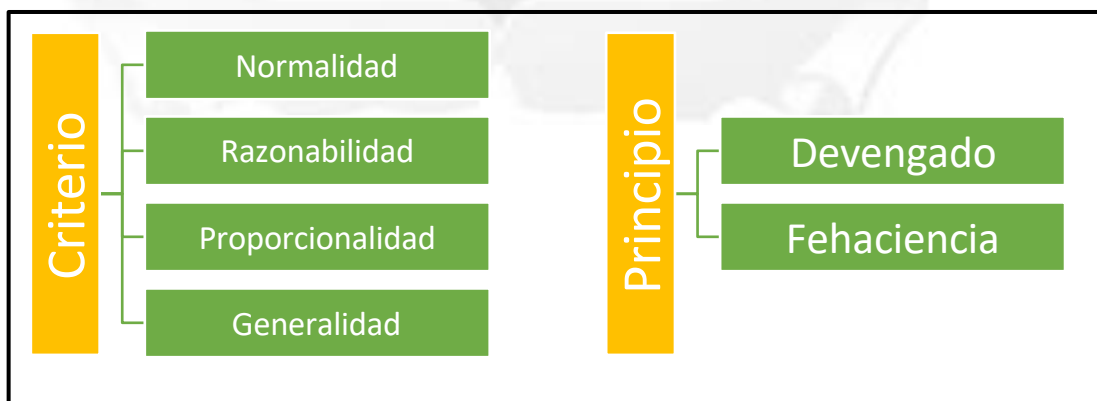 Criterio
Normalidad
Razonabilidad
Proporcionalidad
Generalidad
Principio
Devengado
Fehaciencia